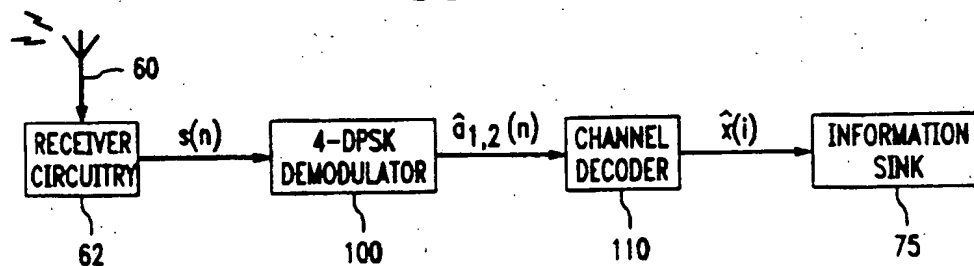 60
RECEIVER
CIRCUITRY
s(n)
4-DPSK
DEMODULATOR
â₁,₂(n)
CHANNEL
DECODER
x̂(i)
INFORMATION
SINK
62
100
110
75